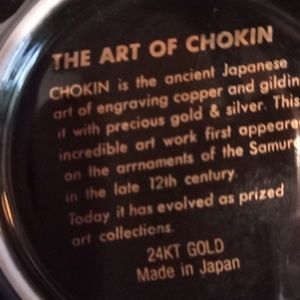 THE ART OF CHOKIN
CHOKIN is the ancient Japanese
art of engraving copper and gildin
it with precious gold & silver. This
incredible art work first appeare
on the arrnaments of the Samur
in the late 12th century.
Today it has evolved as prized
art collections.
24KT GOLD
Made in Japan